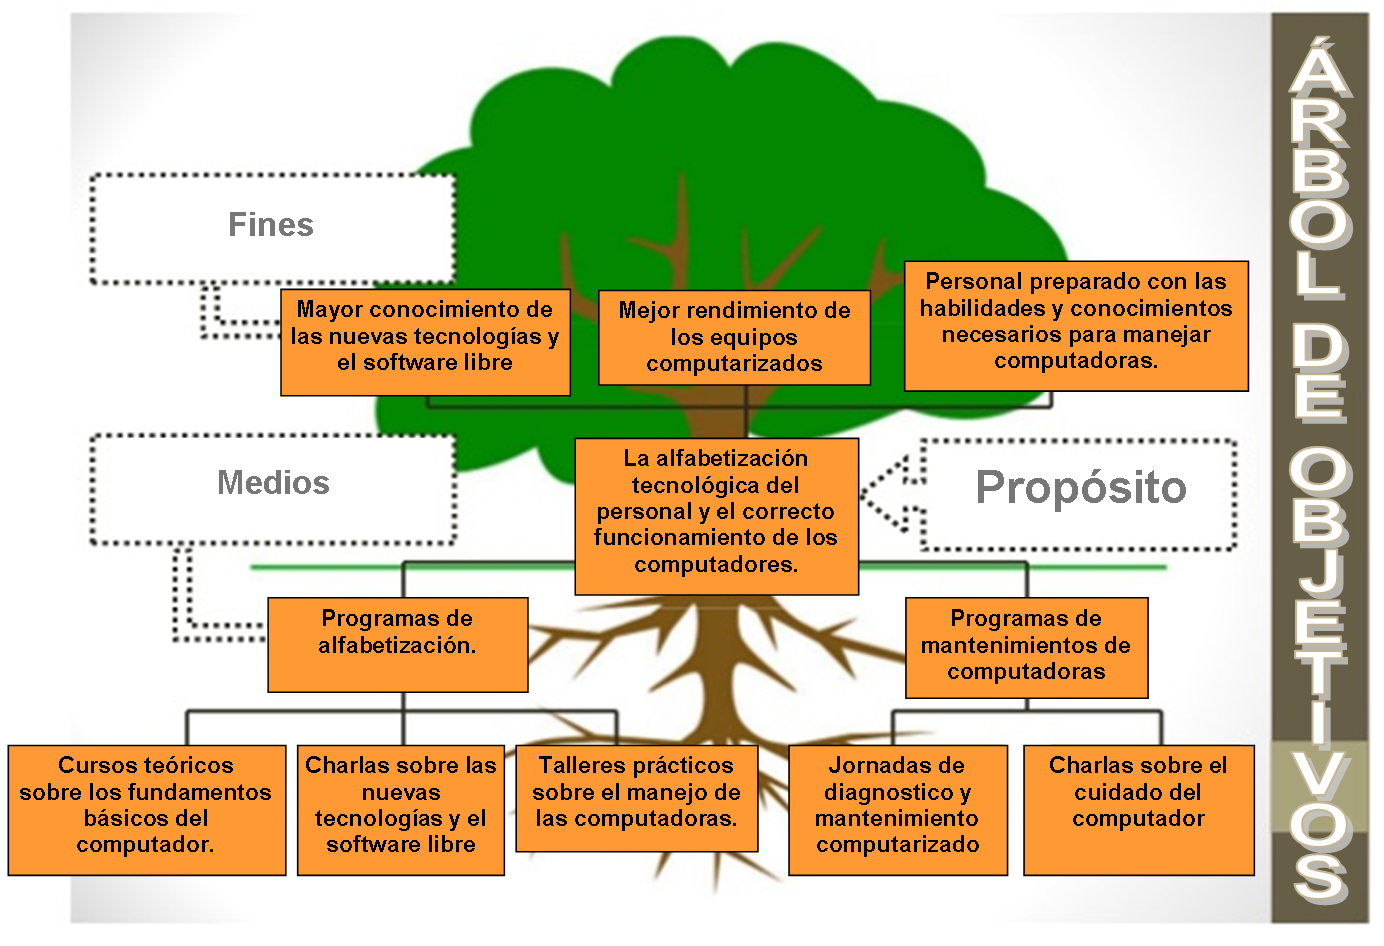 ÁRBOL DE OBJETIVOS
Fines
Mayor conocimiento de
las nuevas tecnologías y
el software libre
Mejor rendimiento de
los equipos
computarizados
Personal preparado con las
habilidades y conocimientos
necesarios para manejar
computadoras.
Medios
La alfabetización
tecnológica del
personal y el correcto
funcionamiento de los
computadores.
Propósito
Programas de
alfabetización.
Programas de
mantenimientos de
computadoras
Cursos teóricos
sobre los fundamentos
básicos del
computador.
Charlas sobre las
nuevas
tecnologías y el
software libre
Talleres prácticos
sobre el manejo de
las computadoras.
Jornadas de
diagnostico y
mantenimiento
computarizado
Charlas sobre el
cuidado del
computador